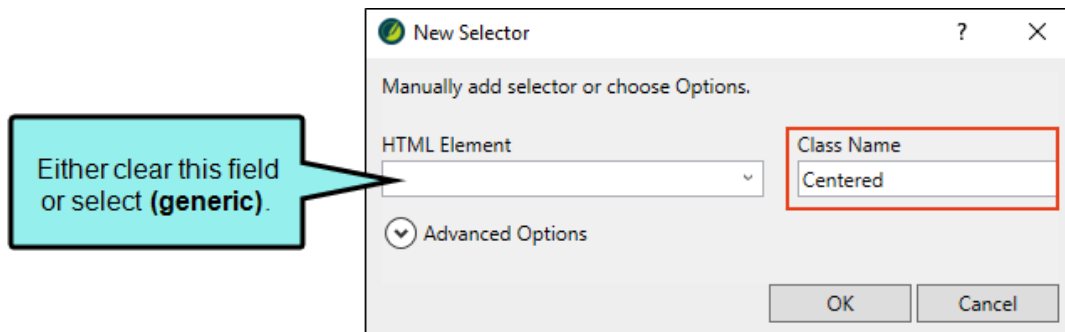 New Selector
?
Manually add selector or choose Options.
HTML Element
Class Name
Either clear this field
or select (generic).
Centered
Advanced Options
OK
Cancel